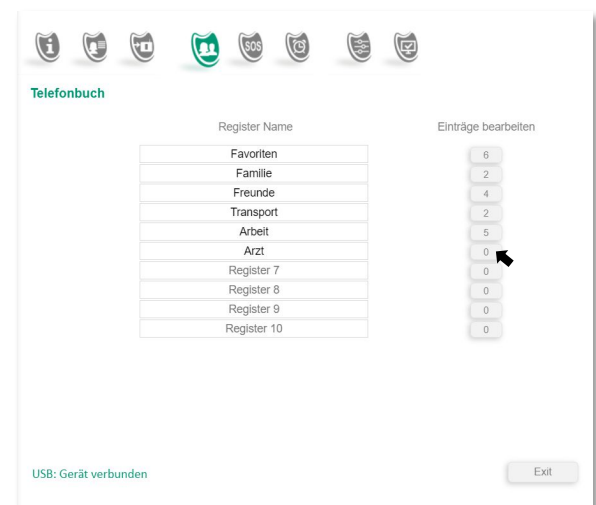 SOS
Telefonbuch
Register Name Einträge bearbeiten
Favoriten 6
Familie 2
Freunde 4
Transport 2
Arbeit 5
Arzt 0
Register 7 0
Register 8 0
Register 9 0
Register 10 0
USB: Gerät verbunden Exit